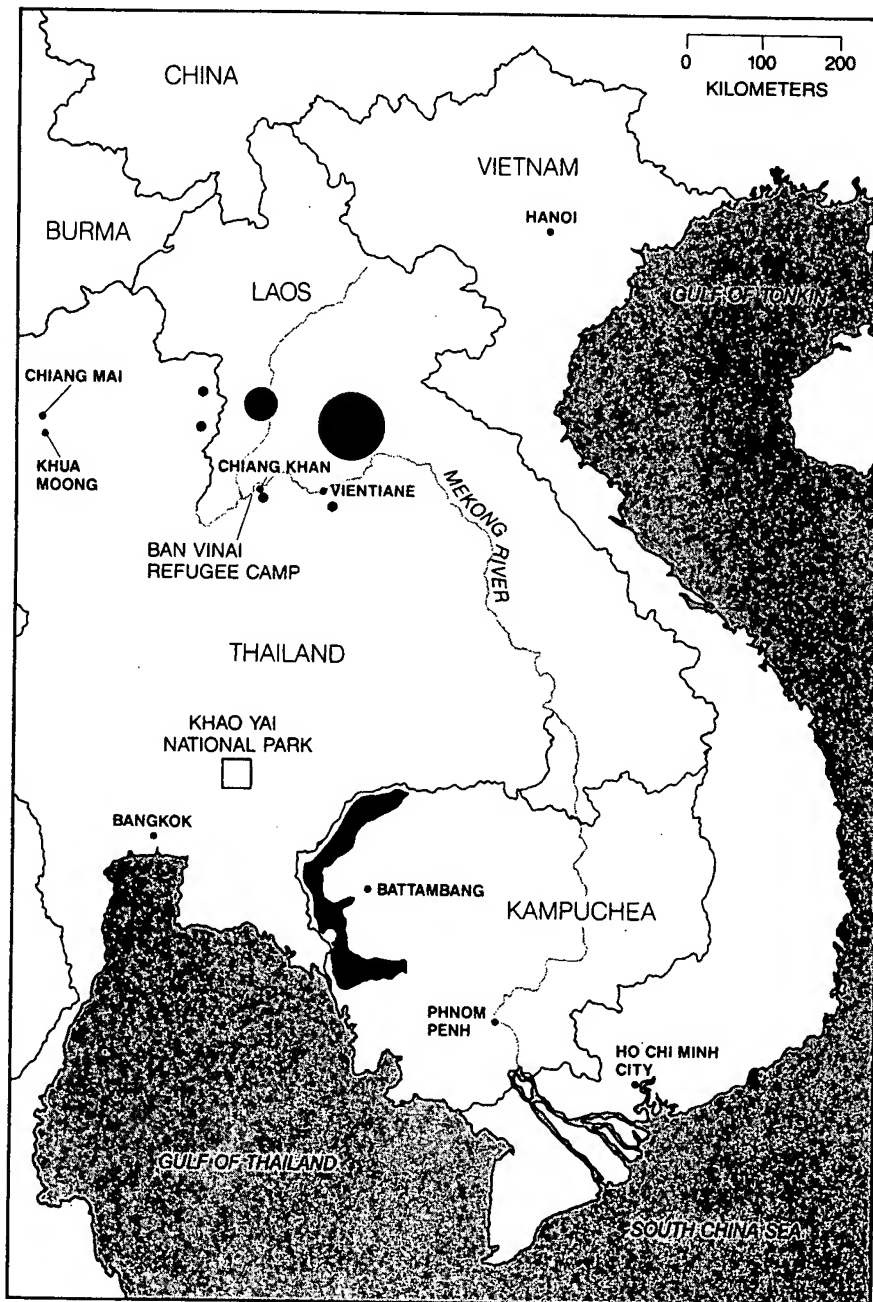 CHINA
0 100 200
KILOMETERS
VIETNAM
HANOI
BURMA
LAOS
GULF OF TONKIN
CHIANG MAI
KHUA
MOONG
CHIANG KHAN
VIENTIANE
MEKONG RIVER
BAN VINAI
REFUGEE CAMP
THAILAND
KHAO YAI
NATIONAL PARK
BANGKOK
BATTAMBANG
KAMPUCHEA
PHNOM
PENH
HO CHI MINH
CITY
GULF OF THAILAND
SOUTH CHINA SEA